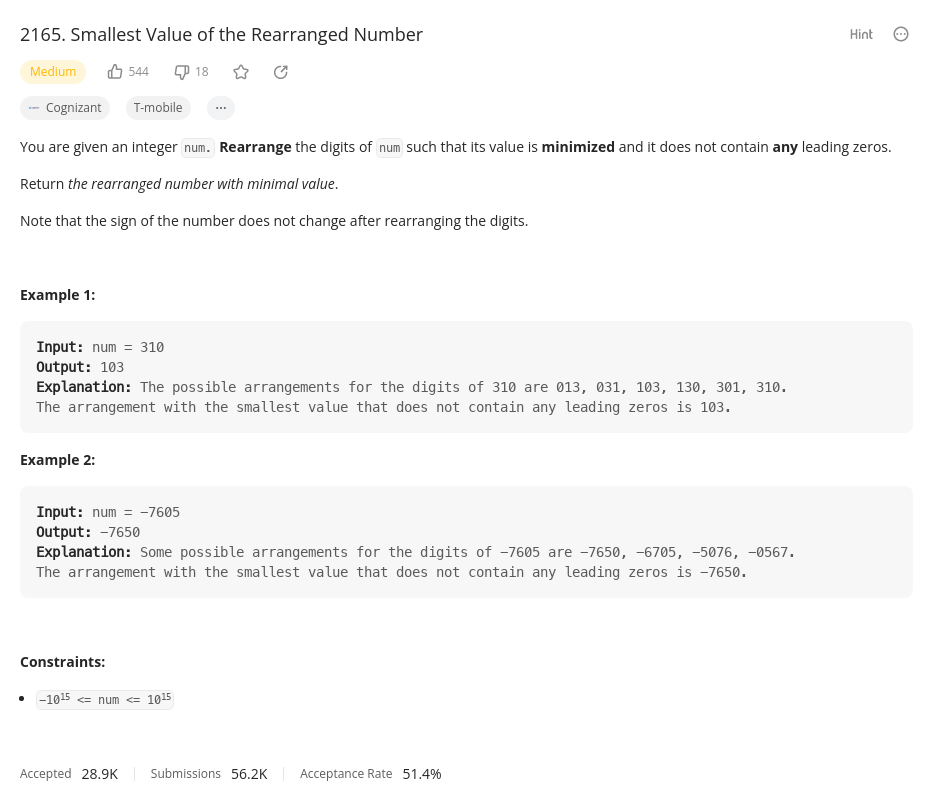 2165. Smallest Value of the Rearranged Number
Hint
Medium 544 18
Cognizant T-mobile ...
You are given an integer num. Rearrange the digits of num such that its value is minimized and it does not contain any leading zeros.
Return the rearranged number with minimal value.
Note that the sign of the number does not change after rearranging the digits.
Example 1:
Input: num = 310
Output: 103
Explanation: The possible arrangements for the digits of 310 are 013, 031, 103, 130, 301, 310.
The arrangement with the smallest value that does not contain any leading zeros is 103.
Example 2:
Input: num = −7605
Output: −7650
Explanation: Some possible arrangements for the digits of −7605 are −7650, −6705, −5076, −0567.
The arrangement with the smallest value that does not contain any leading zeros is −7650.
Constraints:
• −10¹⁵ <= num <= 10¹⁵
Accepted 28.9K Submissions 56.2K Acceptance Rate 51.4%